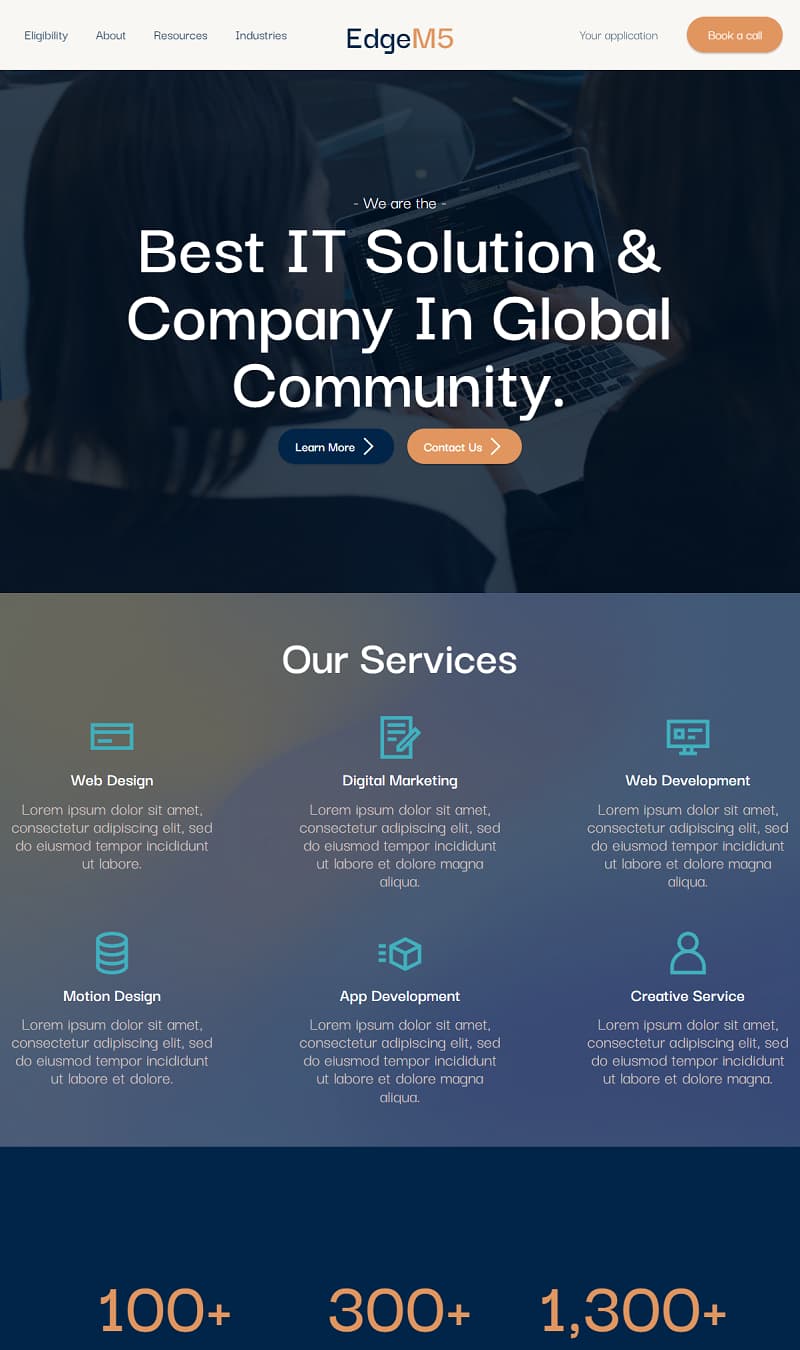 Eligibility About Resources Industries EdgeM5 Your application Book a call
- We are the -
Best IT Solution &
Company In Global
Community.
Learn More Contact Us
Our Services
Web Design Digital Marketing Web Development
Lorem ipsum dolor sit amet, Lorem ipsum dolor sit amet, Lorem ipsum dolor sit amet,
consectetur adipiscing elit, sed consectetur adipiscing elit, sed consectetur adipiscing elit, sed
do eiusmod tempor incididunt do eiusmod tempor incididunt do eiusmod tempor incididunt
ut labore. ut labore et dolore magna ut labore et dolore magna
aliqua. aliqua.
Motion Design App Development Creative Service
Lorem ipsum dolor sit amet, Lorem ipsum dolor sit amet, Lorem ipsum dolor sit amet,
consectetur adipiscing elit, sed consectetur adipiscing elit, sed consectetur adipiscing elit, sed
do eiusmod tempor incididunt do eiusmod tempor incididunt do eiusmod tempor incididunt
ut labore et dolore. ut labore et dolore magna ut labore et dolore magna.
aliqua.
100+ 300+ 1,300+